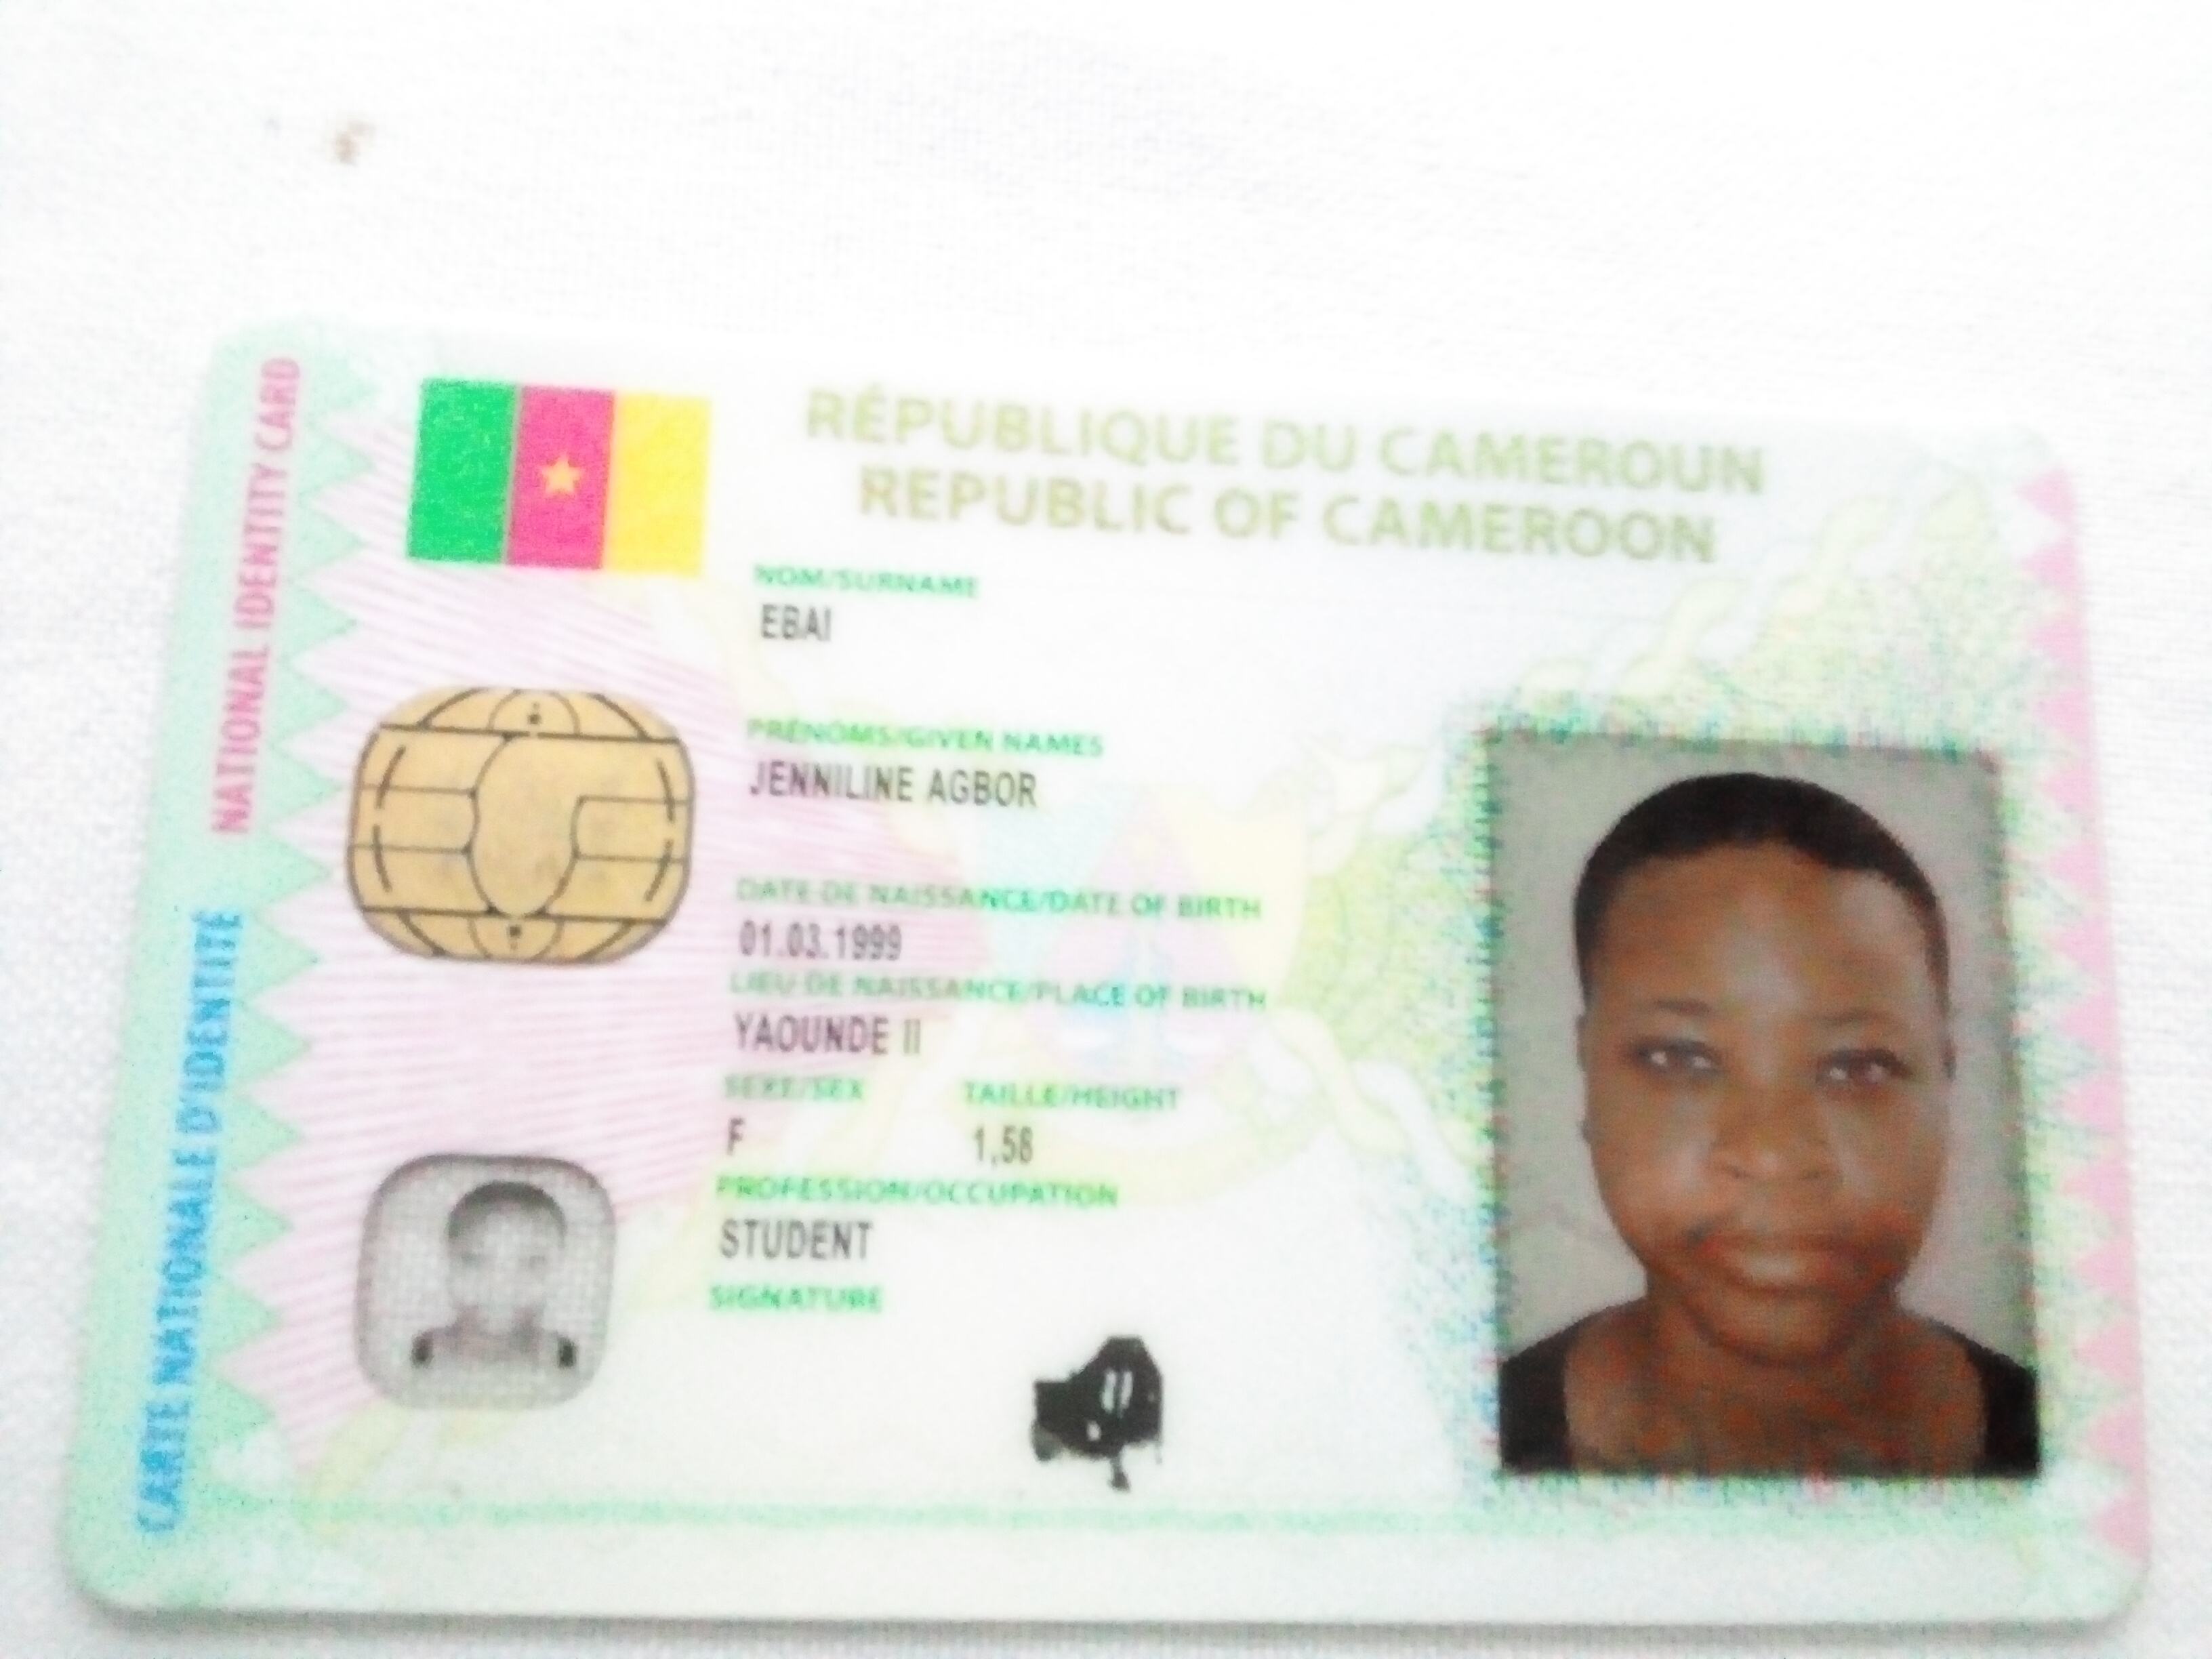 NATIONAL IDENTITY CARD
CARTE NATIONALE D'IDENTITÉ
RÉPUBLIQUE DU CAMEROUN
REPUBLIC OF CAMEROON
NOM/SURNAME
EBAI
PRÉNOMS/GIVEN NAMES
JENNILINE AGBOR
DATE DE NAISSANCE/DATE OF BIRTH
01.03.1999
LIEU DE NAISSANCE/PLACE OF BIRTH
YAOUNDE II
SEXE/SEX TAILLE/HEIGHT
F 1,58
PROFESSION/OCCUPATION
STUDENT
SIGNATURE